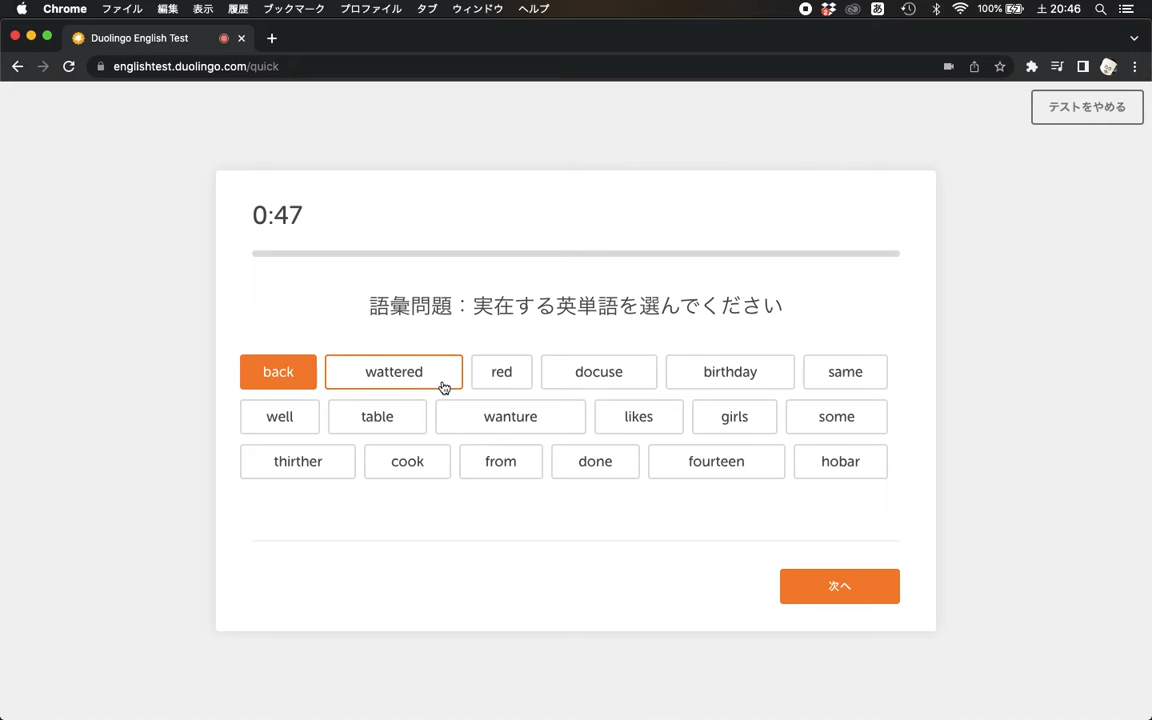 Chrome ファイル 編集 表示 履歴 ブックマーク プロファイル タブ ウィンドウ ヘルプ あ 100% 土 20:46
Duolingo English Test
englishtest.duolingo.com/quick
テストをやめる
0:47
語彙問題：実在する英単語を選んでください
back wattered red docuse birthday same
well table wanture likes girls some
thirther cook from done fourteen hobar
次へ